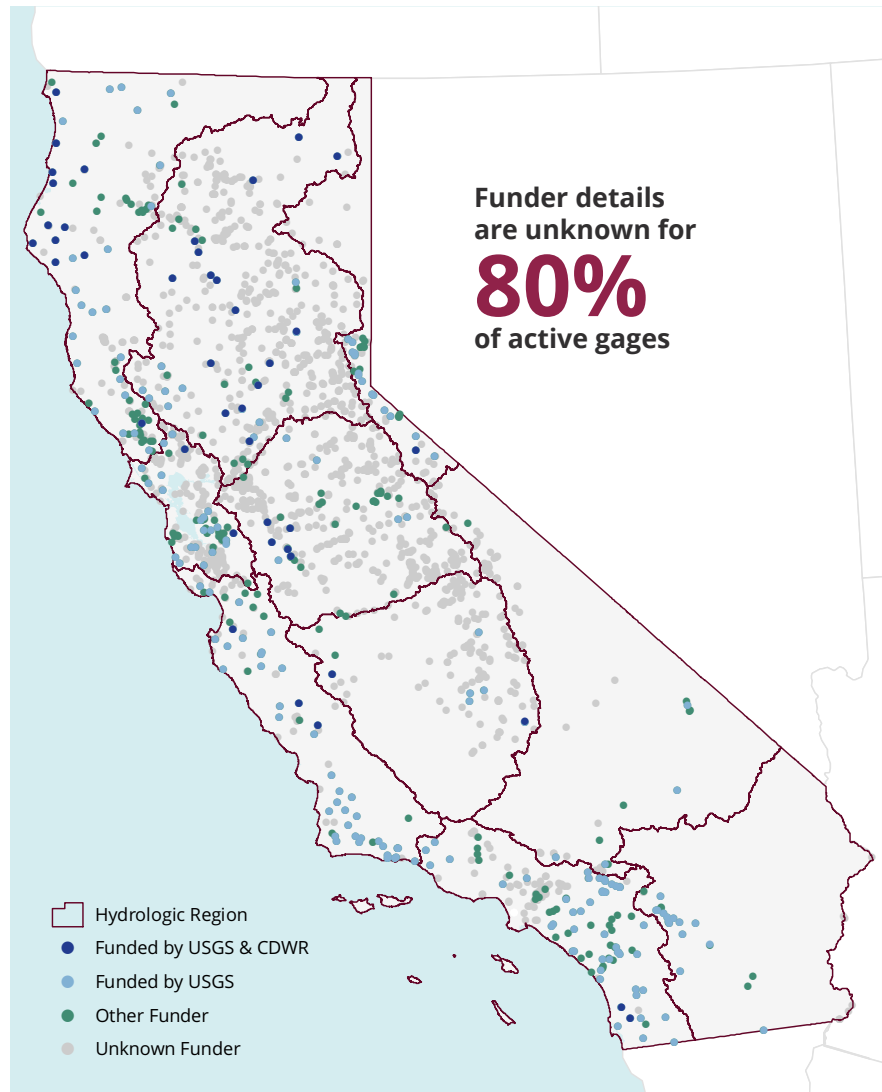 Funder details
are unknown for
80%
of active gages
Hydrologic Region
Funded by USGS & CDWR
Funded by USGS
Other Funder
Unknown Funder